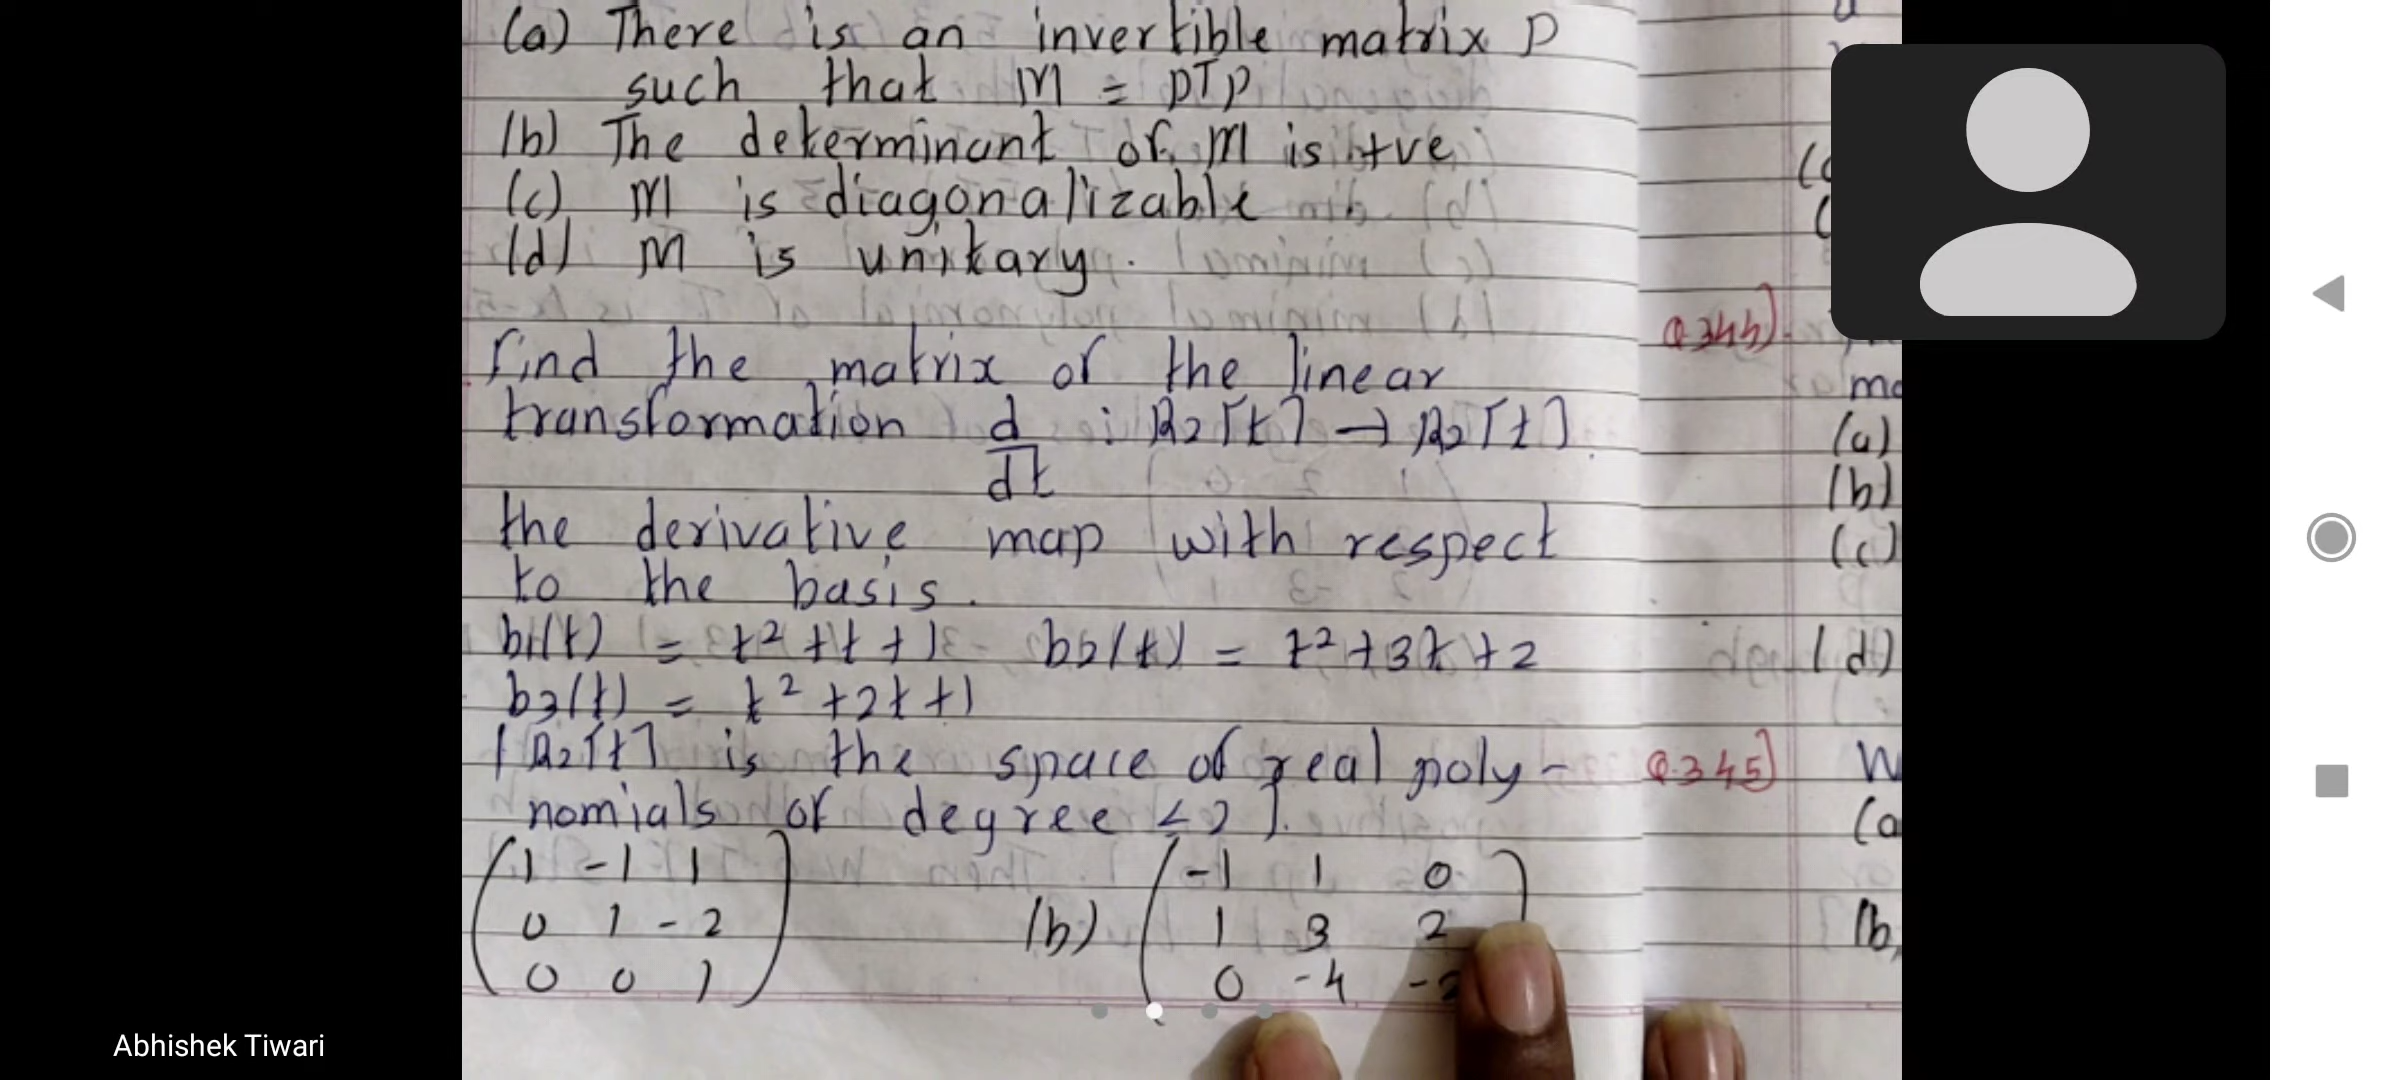 (a) There is an invertible matrix P
such that M = PTP
(b) The determinant of M is +ve
(c) M is diagonalizable
(d) M is unitary.
find the matrix of the linear
transformation d/dt : R2[t] → R2[t]
the derivative map with respect
to the basis.
b1(t) = t²+t+1 b2(t) = t²+3t+2
b3(t) = t²+2t+1
[R2[t] is the space of real poly-
nomials of degree ≤2].
1 -1 1
0 1 -2
0 0 1
(b)
-1 1 0
1 3 2
0 -4 -2
Q.344)
(a)
(b)
(c)
(d)
Q.345)
(a
(b,
Abhishek Tiwari